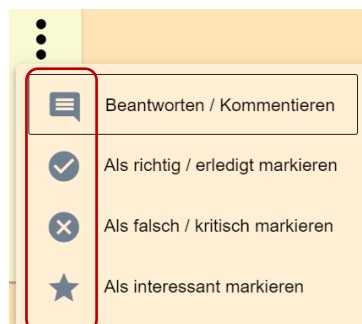 Beantworten / Kommentieren
Als richtig / erledigt markieren
Als falsch / kritisch markieren
Als interessant markieren